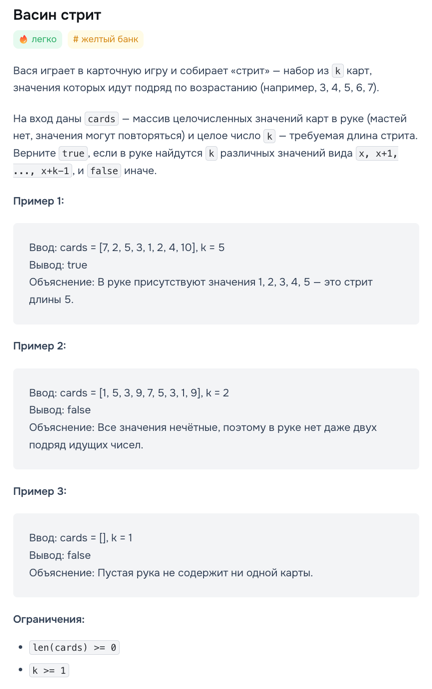 Васин стрит
🔥 легко # желтый банк
Вася играет в карточную игру и собирает «стрит» — набор из k карт,
значения которых идут подряд по возрастанию (например, 3, 4, 5, 6, 7).
На вход даны cards — массив целочисленных значений карт в руке (мастей
нет, значения могут повторяться) и целое число k — требуемая длина стрита.
Верните true, если в руке найдутся k различных значений вида x, x+1,
..., x+k-1, и false иначе.
Пример 1:
Ввод: cards = [7, 2, 5, 3, 1, 2, 4, 10], k = 5
Вывод: true
Объяснение: В руке присутствуют значения 1, 2, 3, 4, 5 — это стрит
длины 5.
Пример 2:
Ввод: cards = [1, 5, 3, 9, 7, 5, 3, 1, 9], k = 2
Вывод: false
Объяснение: Все значения нечётные, поэтому в руке нет даже двух
подряд идущих чисел.
Пример 3:
Ввод: cards = [], k = 1
Вывод: false
Объяснение: Пустая рука не содержит ни одной карты.
Ограничения:
• len(cards) >= 0
• k >= 1